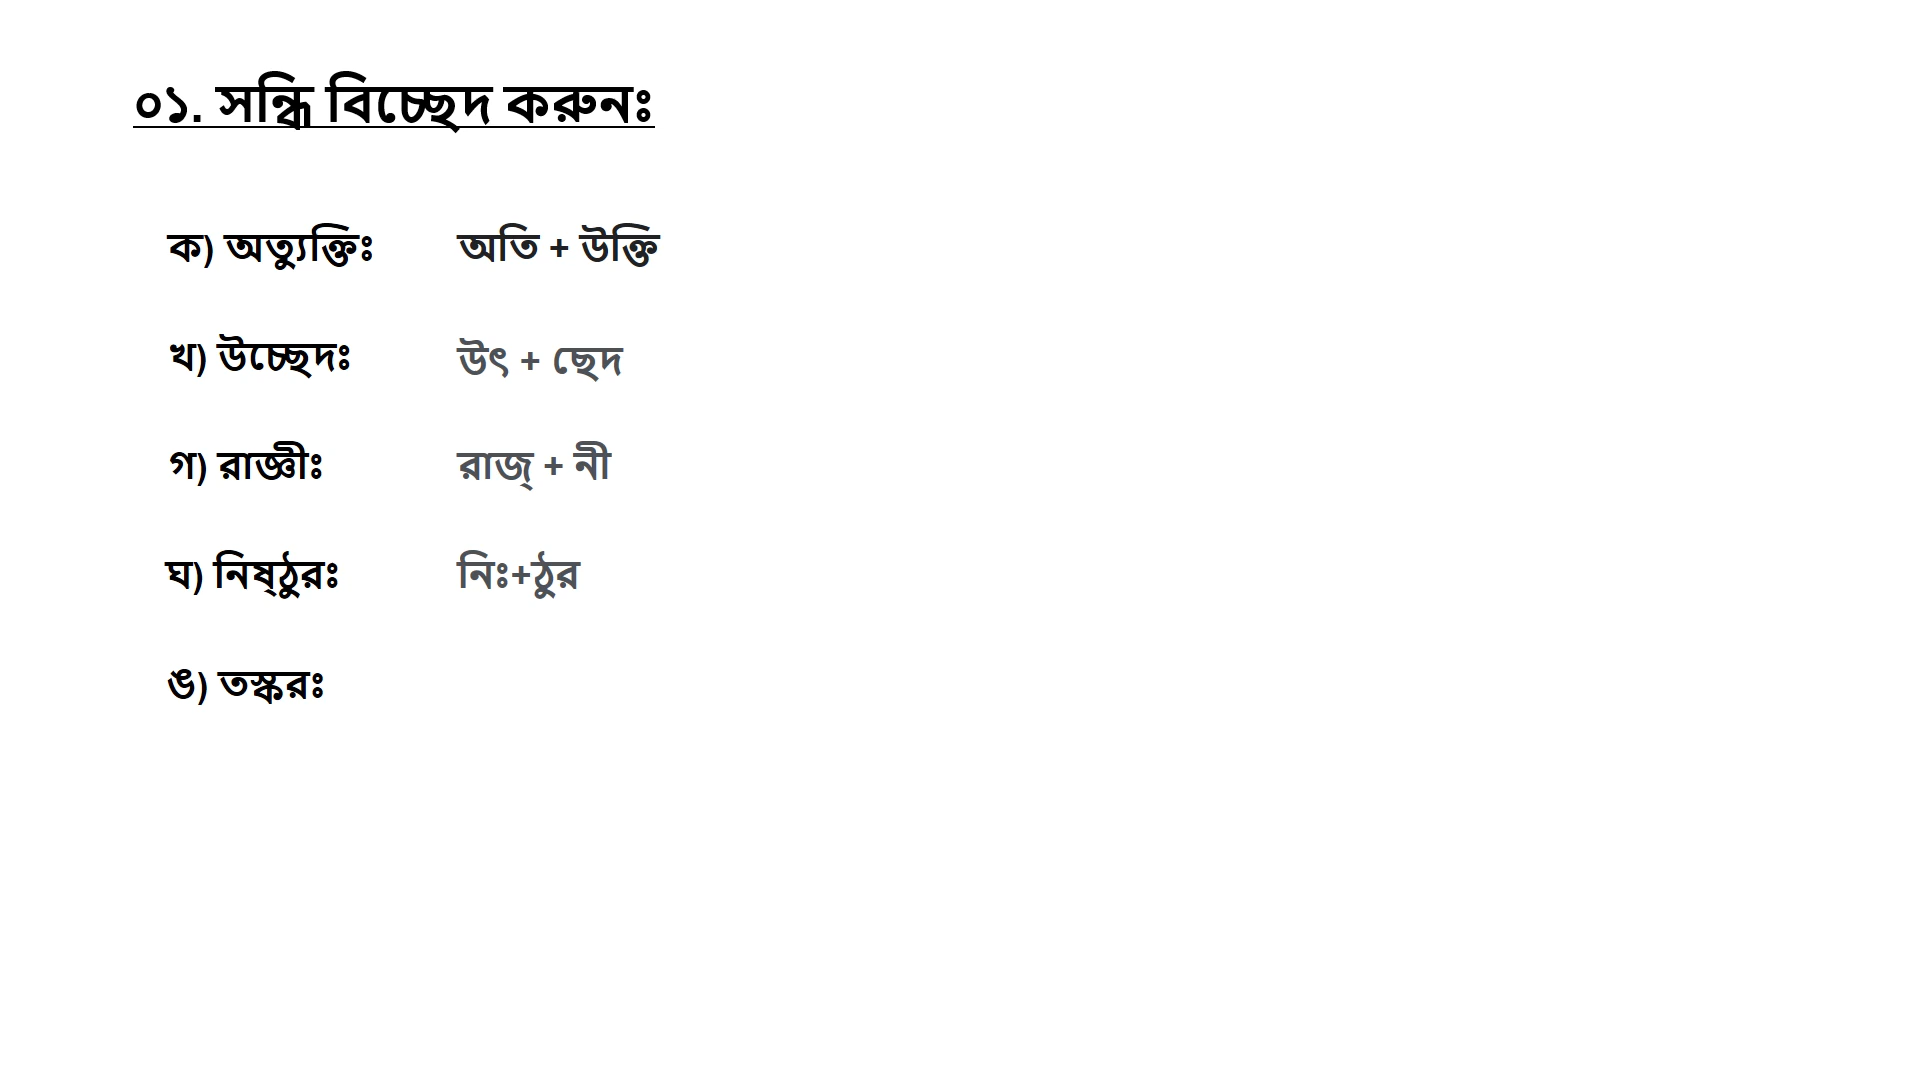 ০১. সন্ধি বিচ্ছেদ করুনঃ
ক) অত্যুক্তিঃ অতি + উক্তি
খ) উচ্ছেদঃ উৎ + ছেদ
গ) রাজ্ঞীঃ রাজ্ + নী
ঘ) নিষ্ঠুরঃ নিঃ+ঠুর
ঙ) তস্করঃ